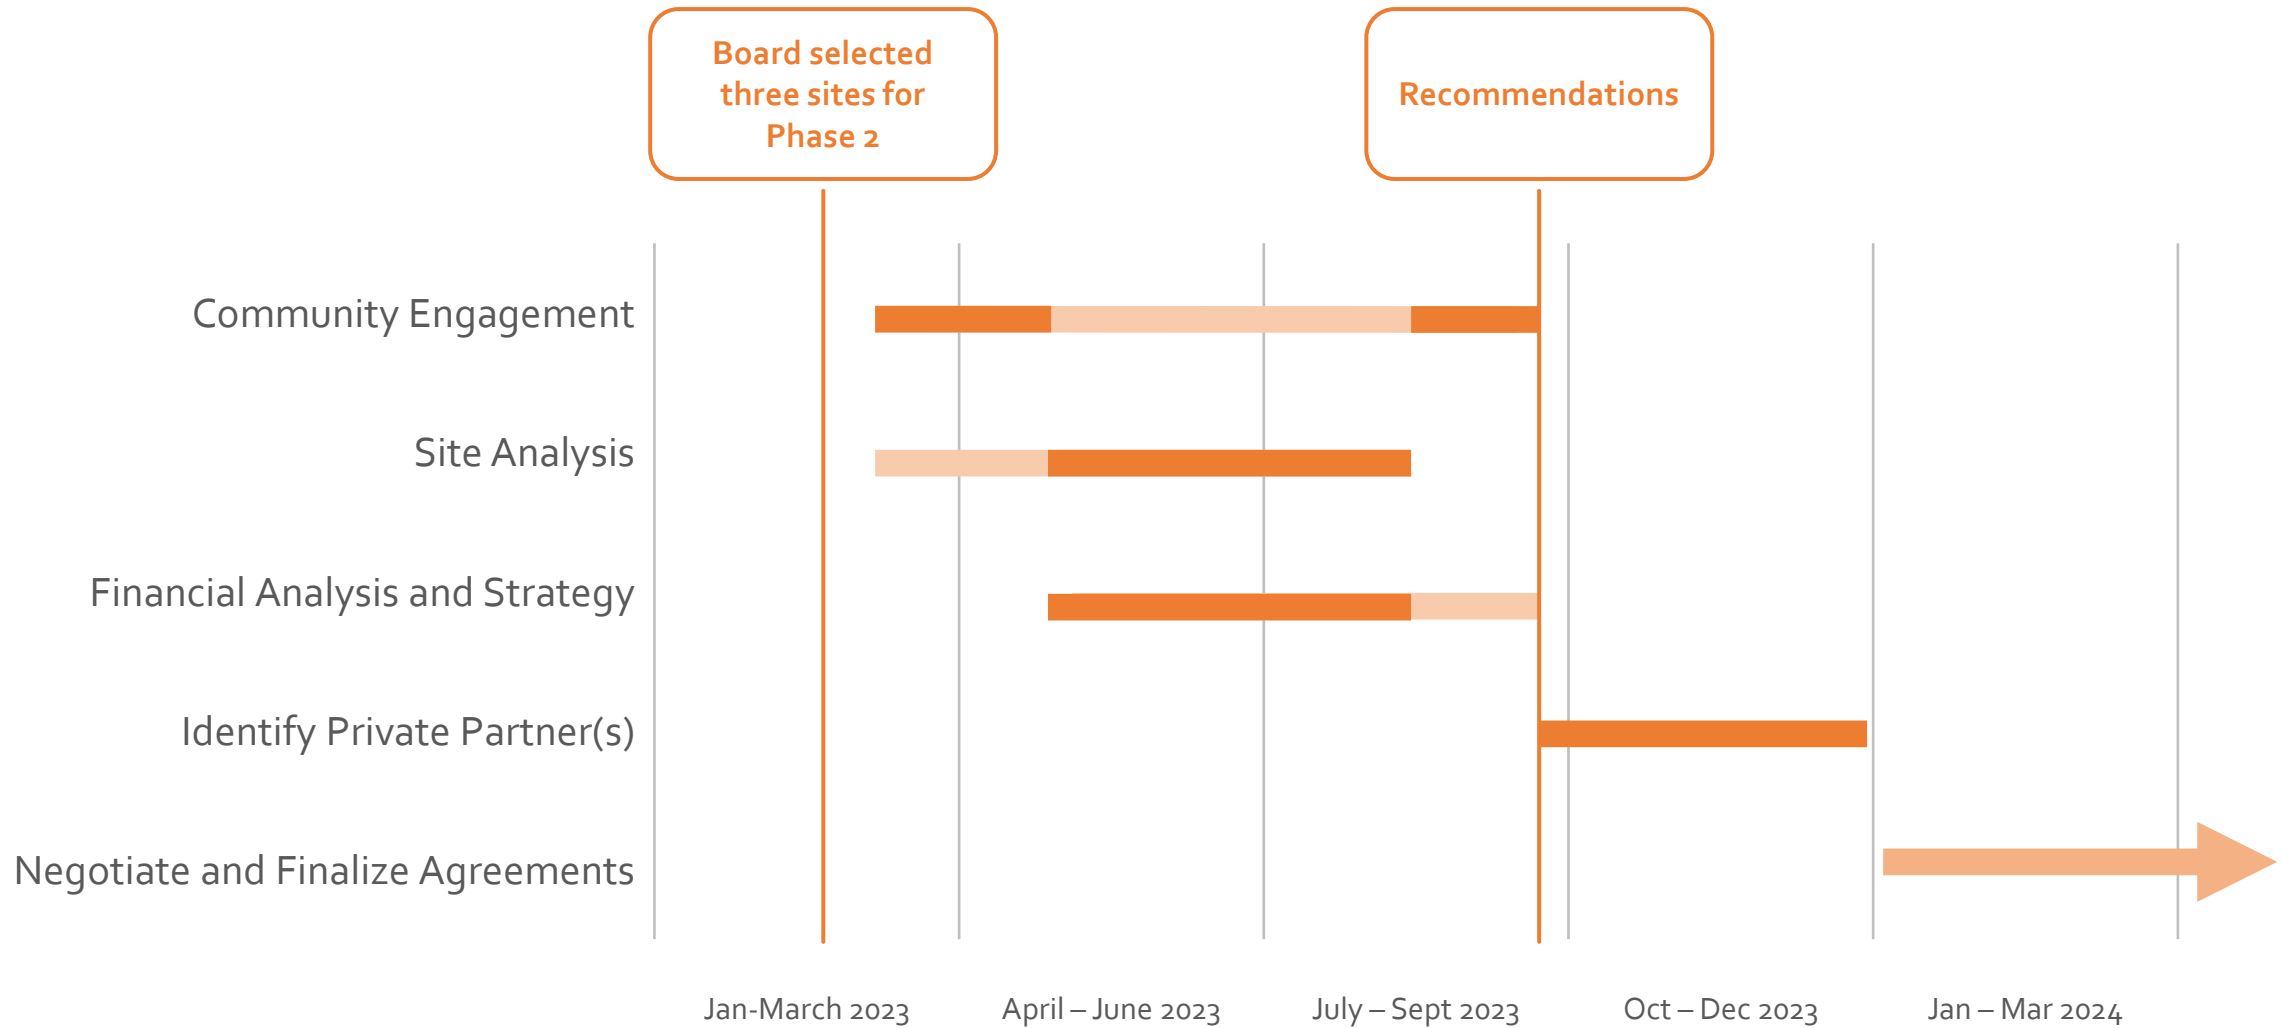 Board selected
three sites for
Phase 2
Recommendations
Community Engagement
Site Analysis
Financial Analysis and Strategy
Identify Private Partner(s)
Negotiate and Finalize Agreements
Jan-March 2023
April – June 2023
July – Sept 2023
Oct – Dec 2023
Jan – Mar 2024